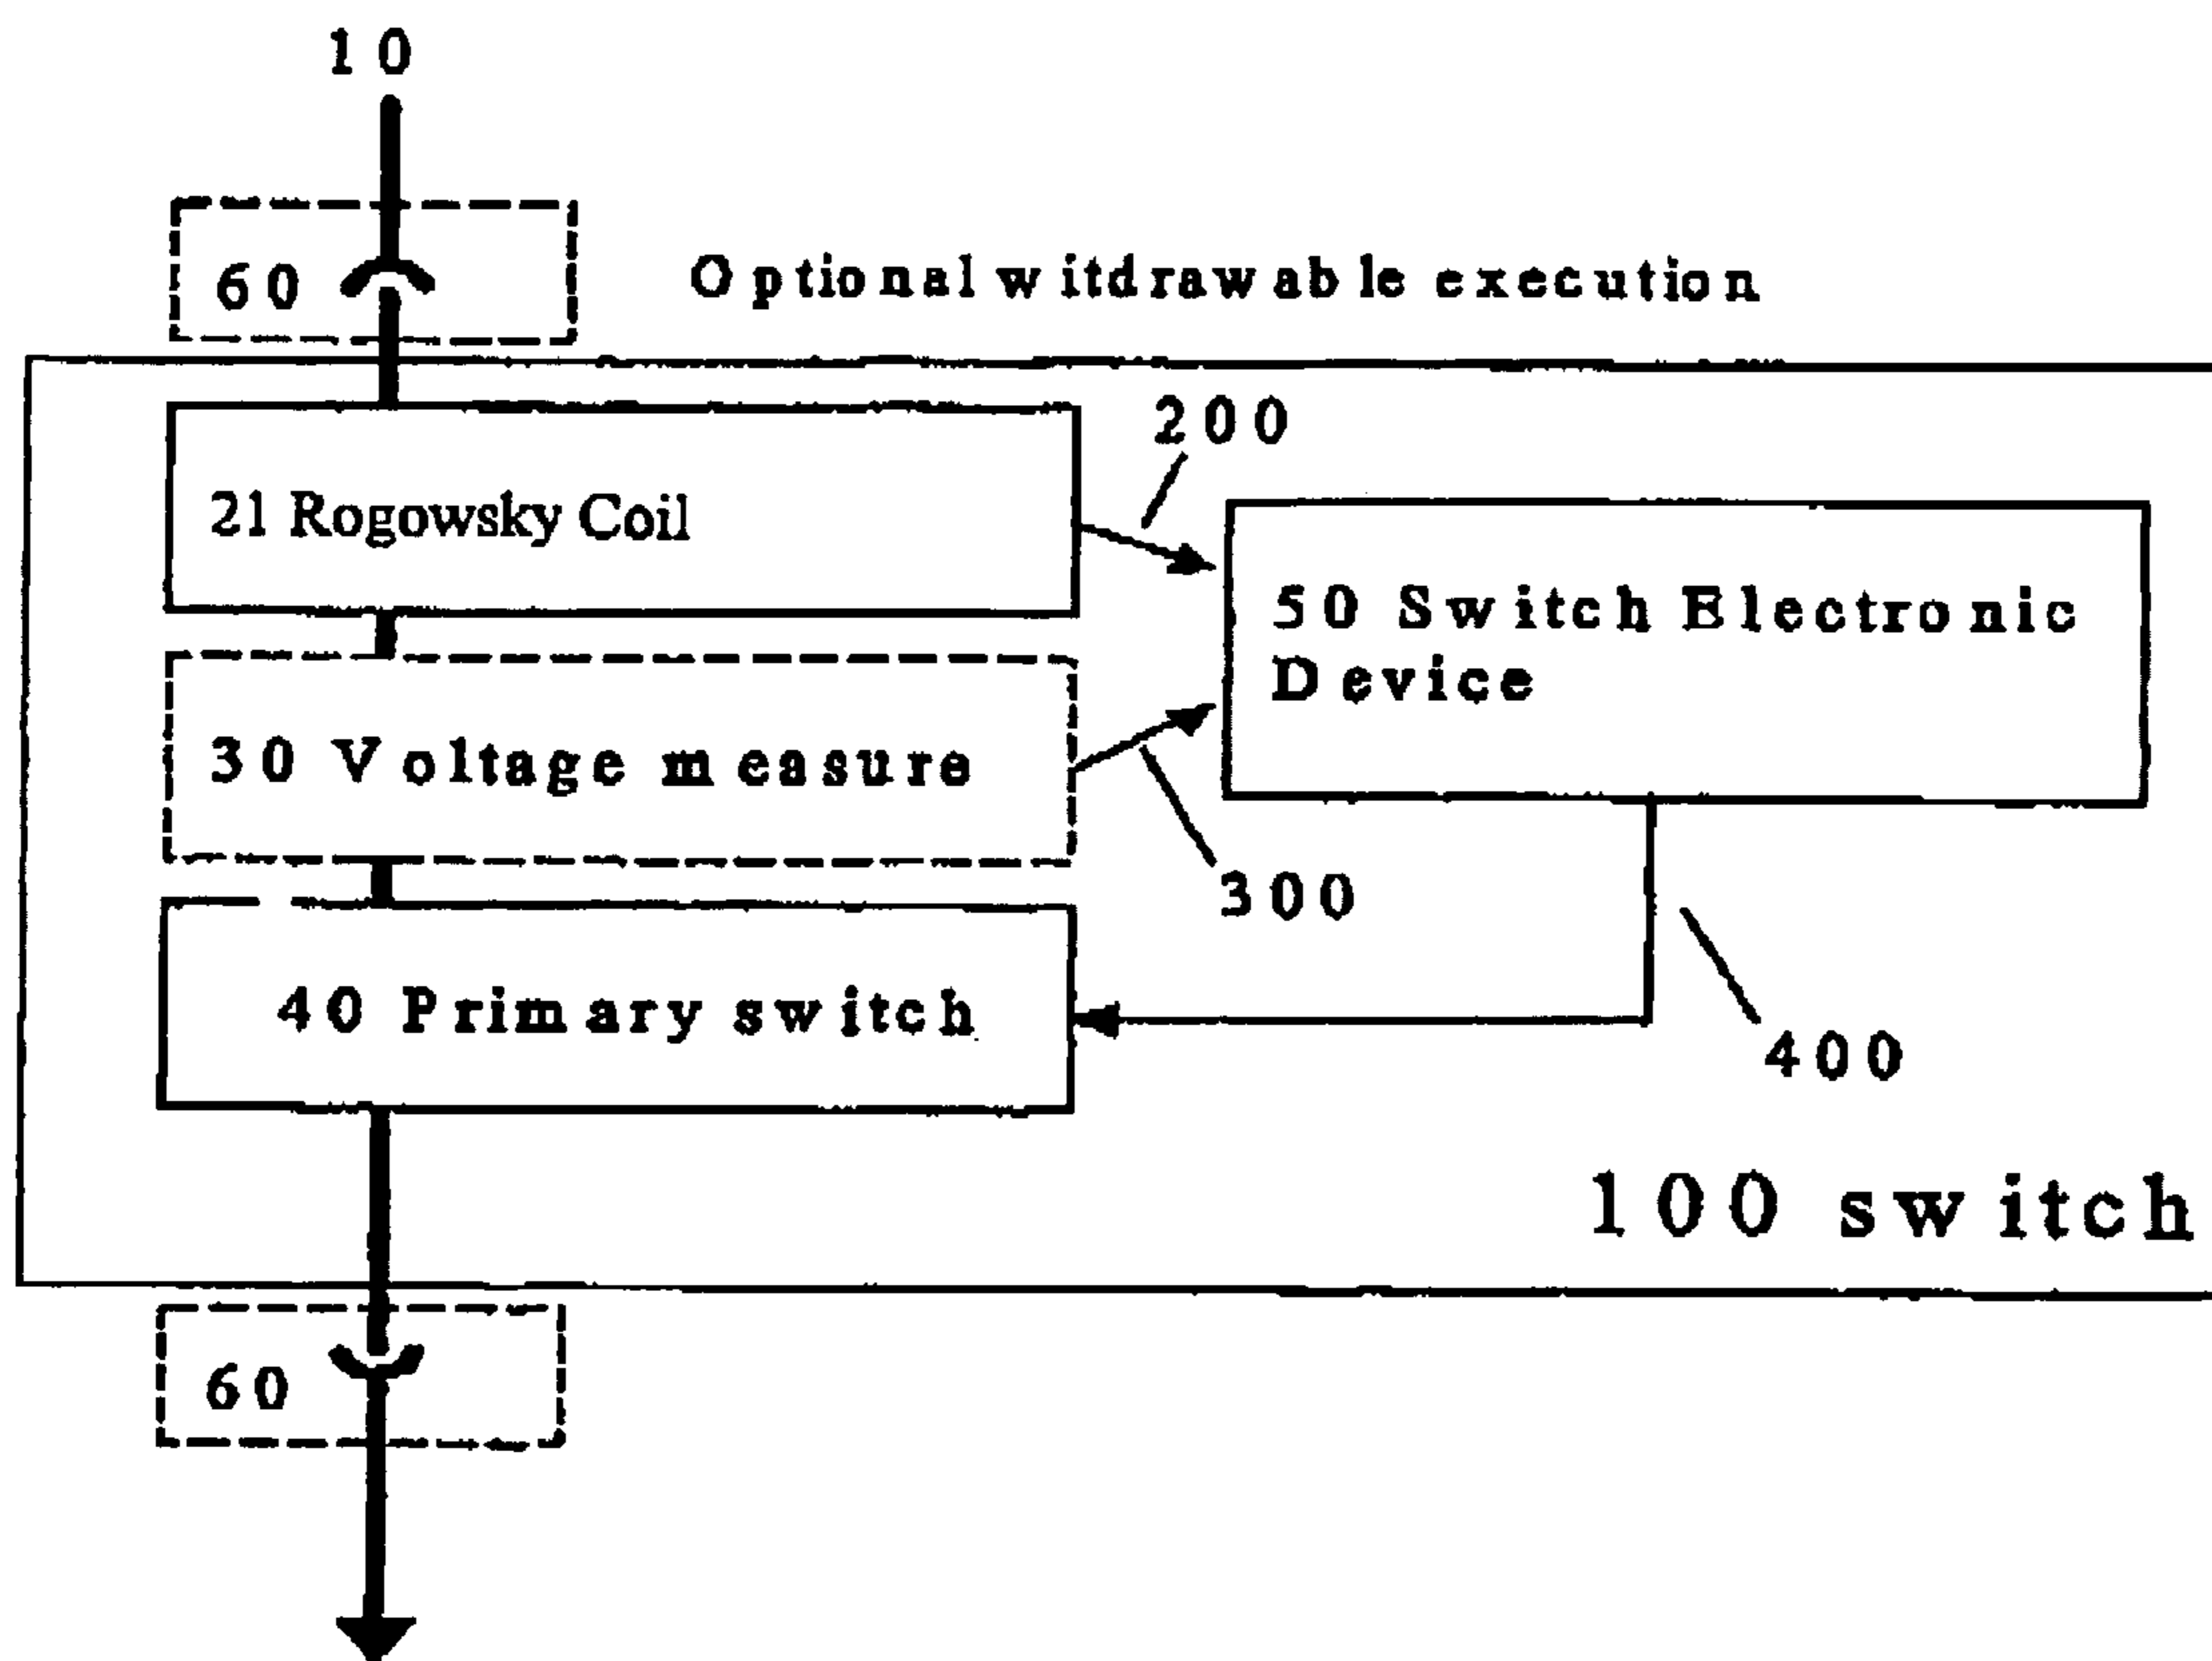 10
60
Optional witdrawable execution
200
21 Rogowsky Coil
50 Switch Electronic
Device
30 Voltage measure
300
40 Primary switch
400
100 switch
60